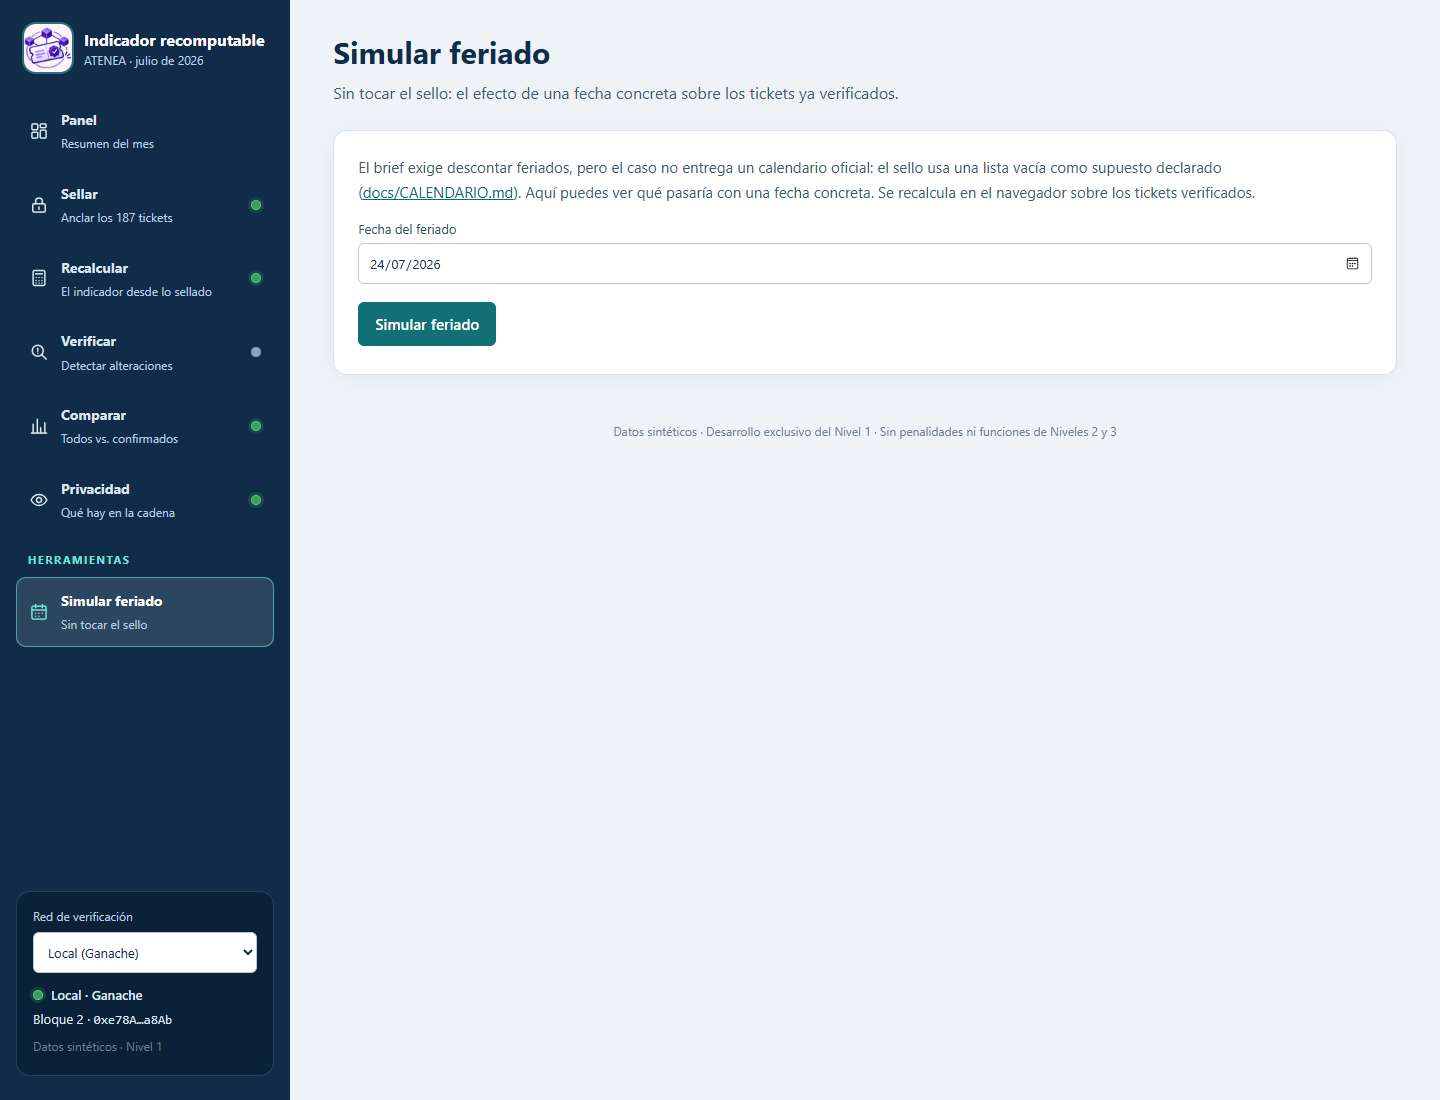 Indicador recomputable
ATENEA · julio de 2026
Panel
Resumen del mes
Sellar
Anclar los 187 tickets
Recalcular
El indicador desde lo sellado
Verificar
Detectar alteraciones
Comparar
Todos vs. confirmados
Privacidad
Qué hay en la cadena
HERRAMIENTAS
Simular feriado
Sin tocar el sello
Red de verificación
Local (Ganache)
Local · Ganache
Bloque 2 · 0xe78A…a8Ab
Datos sintéticos · Nivel 1
Simular feriado
Sin tocar el sello: el efecto de una fecha concreta sobre los tickets ya verificados.
El brief exige descontar feriados, pero el caso no entrega un calendario oficial: el sello usa una lista vacía como supuesto declarado
(docs/CALENDARIO.md). Aquí puedes ver qué pasaría con una fecha concreta. Se recalcula en el navegador sobre los tickets verificados.
Fecha del feriado
24/07/2026
Simular feriado
Datos sintéticos · Desarrollo exclusivo del Nivel 1 · Sin penalidades ni funciones de Niveles 2 y 3